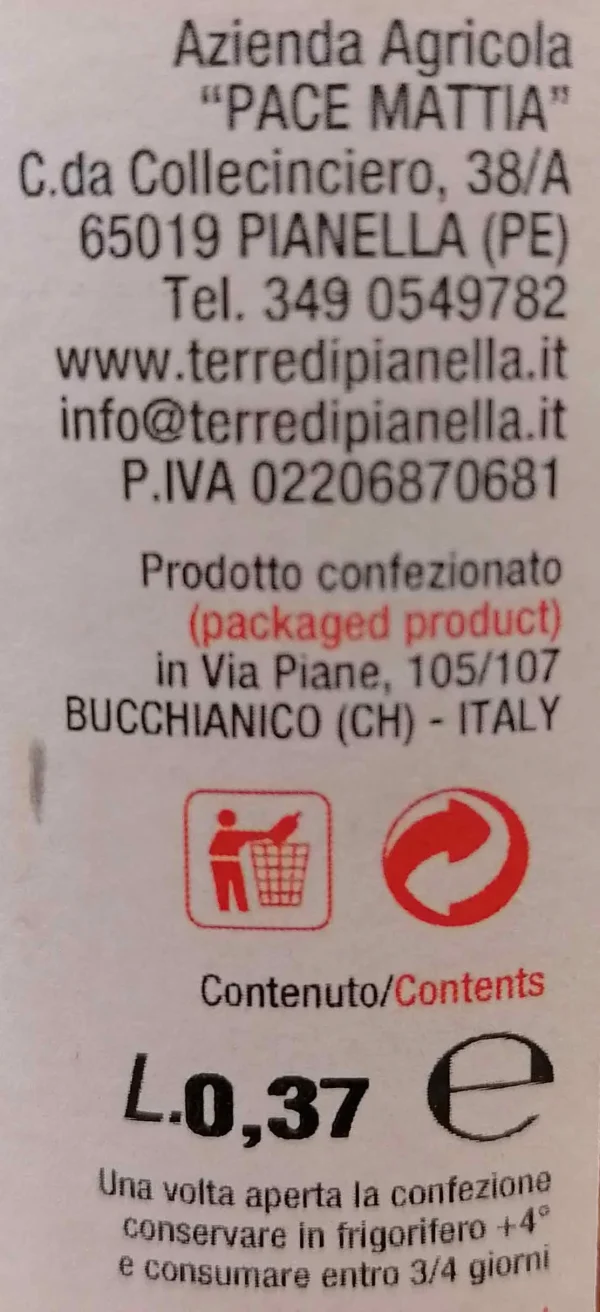 Azienda Agricola
“PACE MATTIA”
C.da Collecinciero, 38/A
65019 PIANELLA (PE)
Tel. 349 0549782
www.terredipianella.it
info@terredipianella.it
P.IVA 02206870681
Prodotto confezionato
(packaged product)
in Via Piane, 105/107
BUCCHIANICO (CH) - ITALY
Contenuto/Contents
L.0,37 ℮
Una volta aperta la confezione
conservare in frigorifero +4°
e consumare entro 3/4 giorni